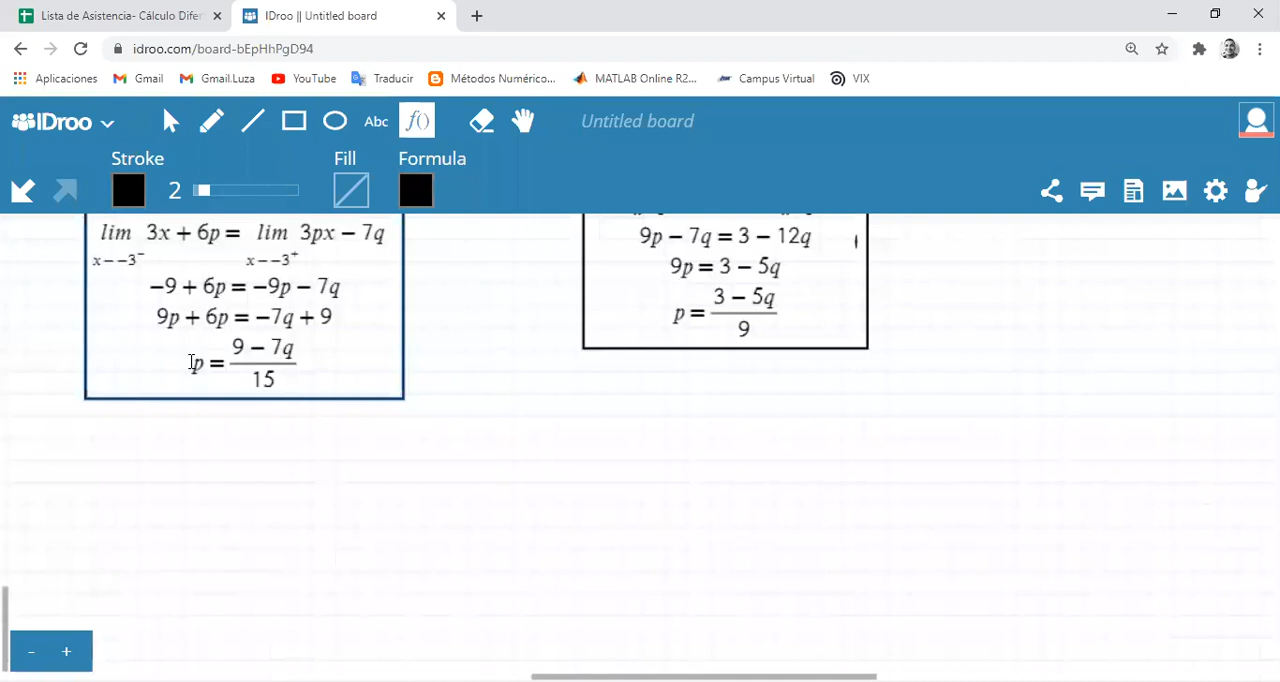 Lista de Asistencia- Cálculo Difer
IDroo || Untitled board
idroo.com/board-bEpHhPgD94
Aplicaciones
Gmail
Gmail.Luza
YouTube
Traducir
Métodos Numérico...
MATLAB Online R2...
Campus Virtual
VIX
IDroo
Abc
f()
Untitled board
Stroke
2
Fill
Formula
lim 3x + 6p = lim 3px − 7q
x−−3⁻ x−−3⁺
−9 + 6p = −9p − 7q
9p + 6p = −7q + 9
p = (9 − 7q)/15
9p − 7q = 3 − 12q
9p = 3 − 5q
p = (3 − 5q)/9
- +